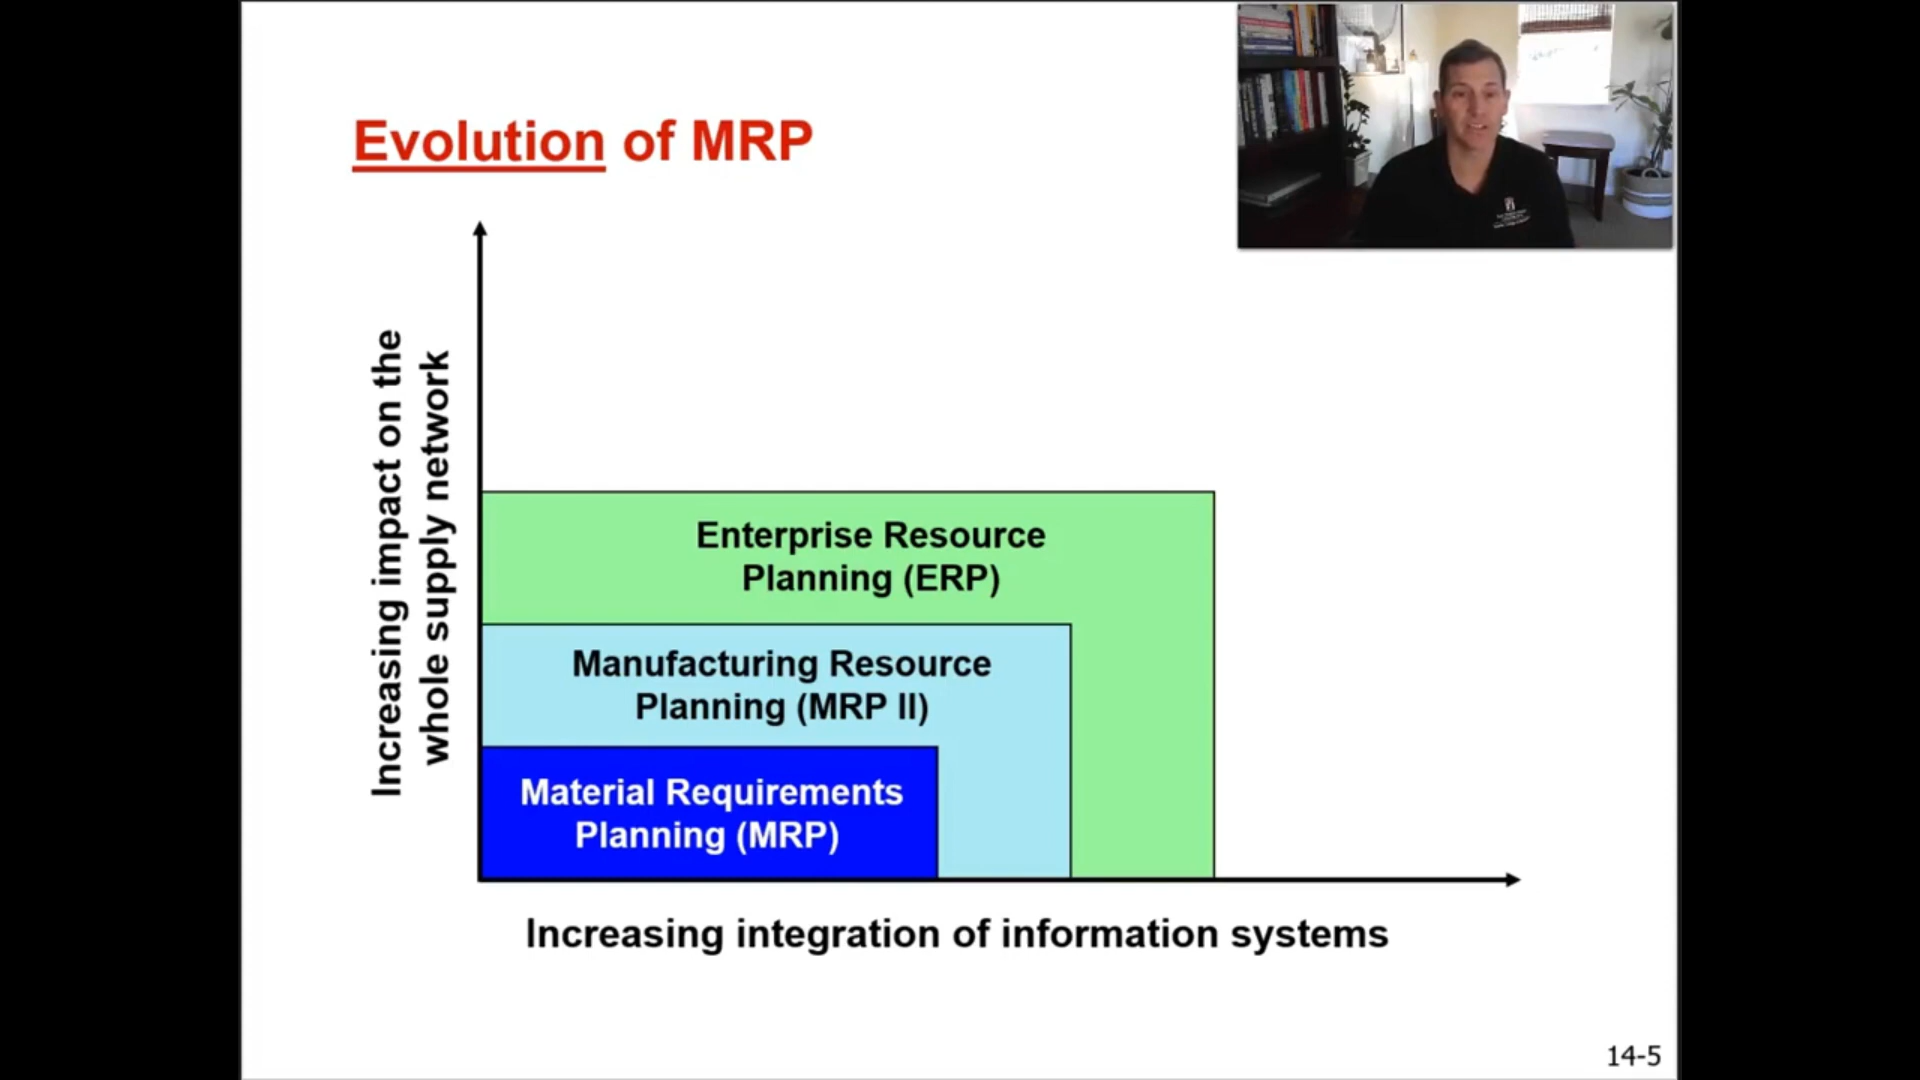 Evolution of MRP
Increasing impact on the
whole supply network
Enterprise Resource
Planning (ERP)
Manufacturing Resource
Planning (MRP II)
Material Requirements
Planning (MRP)
Increasing integration of information systems
14-5